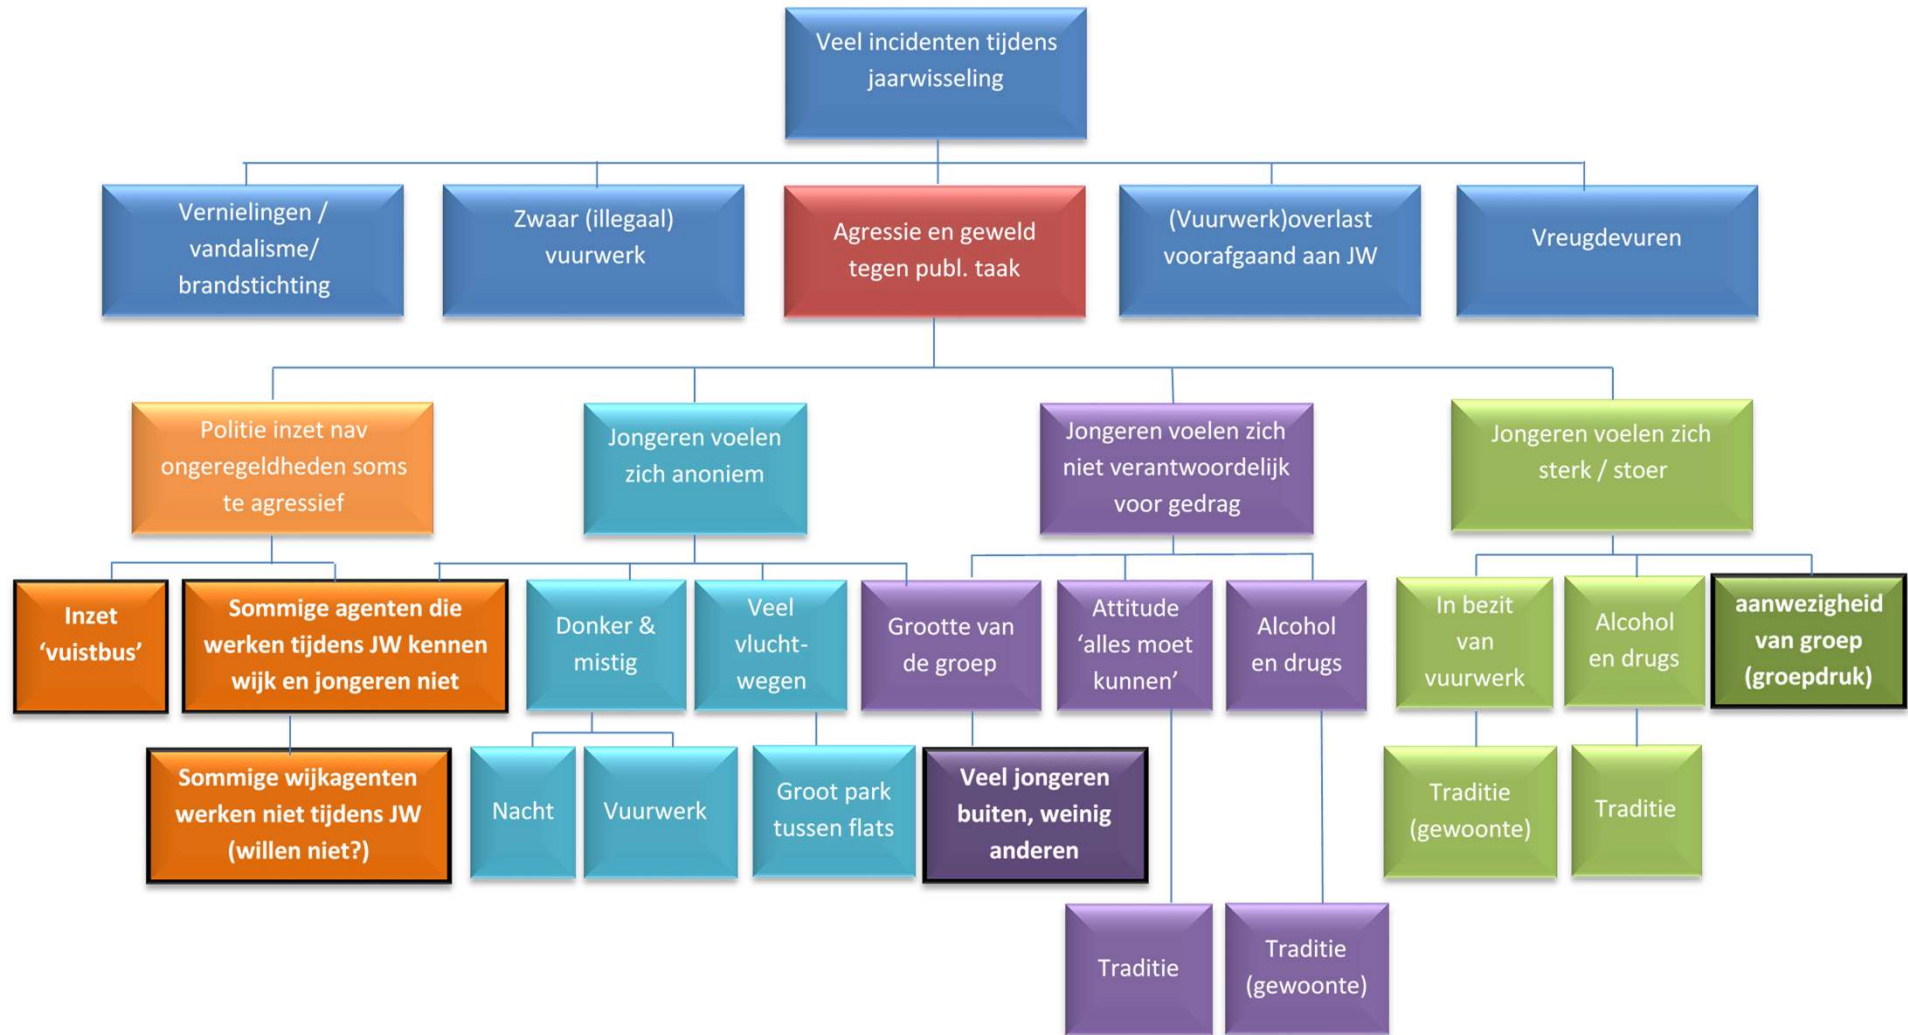 Veel incidenten tijdens
jaarwisseling
Vernielingen /
vandalisme/
brandstichting
Zwaar (illegaal)
vuurwerk
Agressie en geweld
tegen publ. taak
(Vuurwerk)overlast
voorafgaand aan JW
Vreugdevuren
Politie inzet nav
ongeregeldheden soms
te agressief
Jongeren voelen
zich anoniem
Jongeren voelen zich
niet verantwoordelijk
voor gedrag
Jongeren voelen zich
sterk / stoer
Inzet
‘vuistbus’
Sommige agenten die
werken tijdens JW kennen
wijk en jongeren niet
Donker &
mistig
Veel
vlucht-
wegen
Grootte van
de groep
Attitude
‘alles moet
kunnen’
Alcohol
en drugs
In bezit
van
vuurwerk
Alcohol
en drugs
aanwezigheid
van groep
(groepdruk)
Sommige wijkagenten
werken niet tijdens JW
(willen niet?)
Nacht
Vuurwerk
Groot park
tussen flats
Veel jongeren
buiten, weinig
anderen
Traditie
(gewoonte)
Traditie
Traditie
Traditie
(gewoonte)